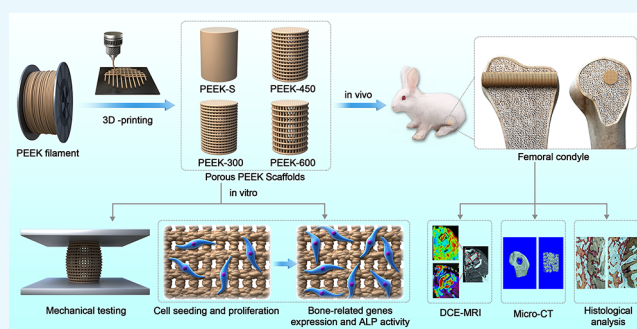 PEEK filament
3D -printing
PEEK-S
PEEK-450
PEEK-300
PEEK-600
Porous PEEK Scaffolds
in vivo
Femoral condyle
in vitro
Mechanical testing
Cell seeding and proliferation
Bone-related genes
expression and ALP activity
DCE-MRI
Micro-CT
Histological
analysis